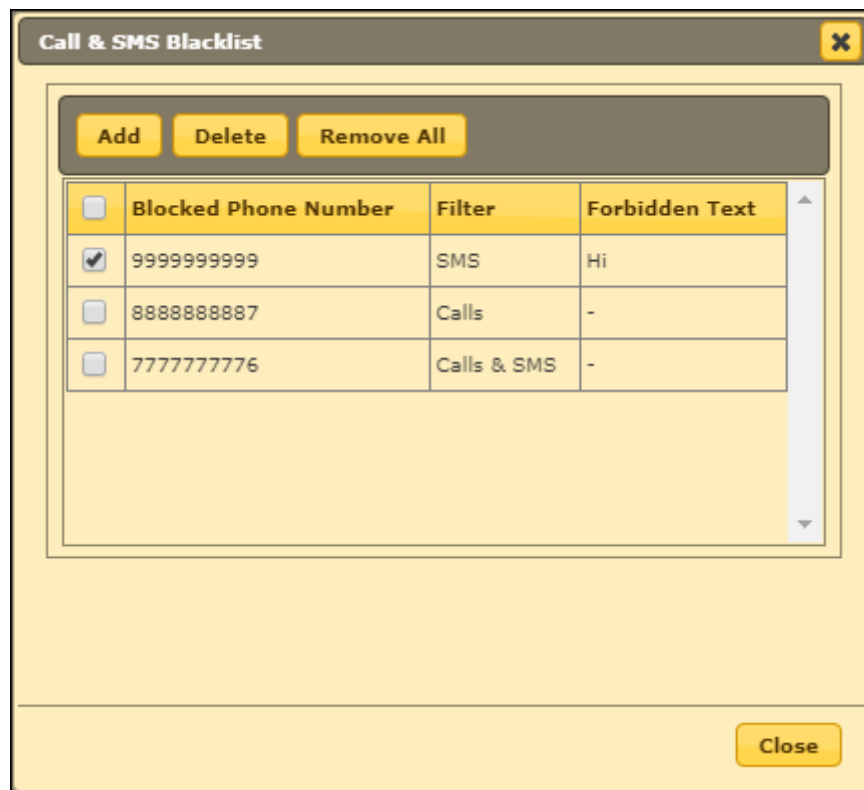 Call & SMS Blacklist
Add Delete Remove All
Blocked Phone Number Filter Forbidden Text
9999999999 SMS Hi
8888888887 Calls -
7777777776 Calls & SMS -
Close